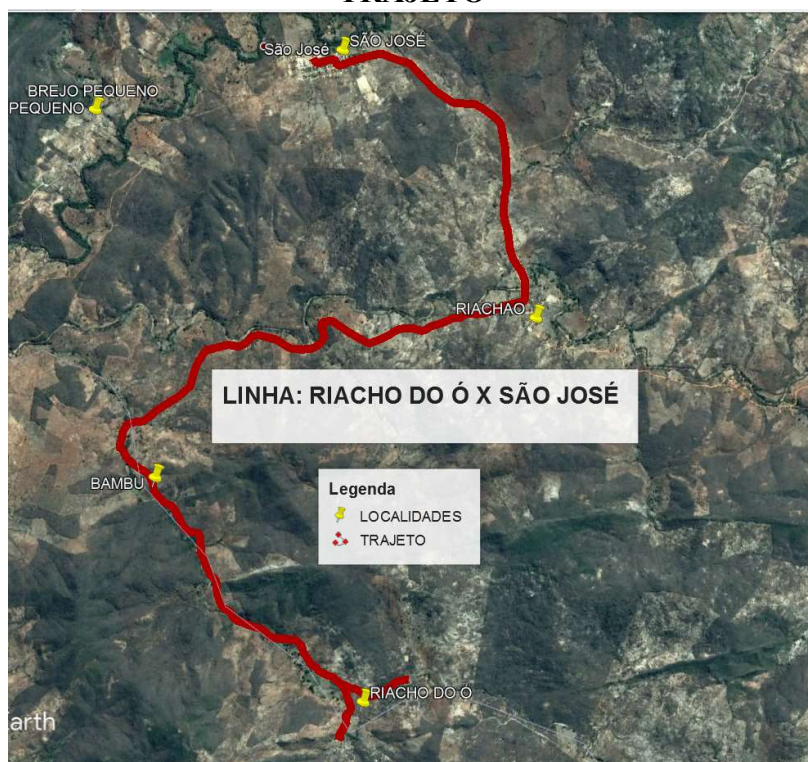 TRAJETO
São José
SÃO JOSÉ
BREJO PEQUENO
PEQUENO
RIACHAO
LINHA: RIACHO DO Ó X SÃO JOSÉ
BAMBU
Legenda
LOCALIDADES
TRAJETO
RIACHO DO Ó
arth